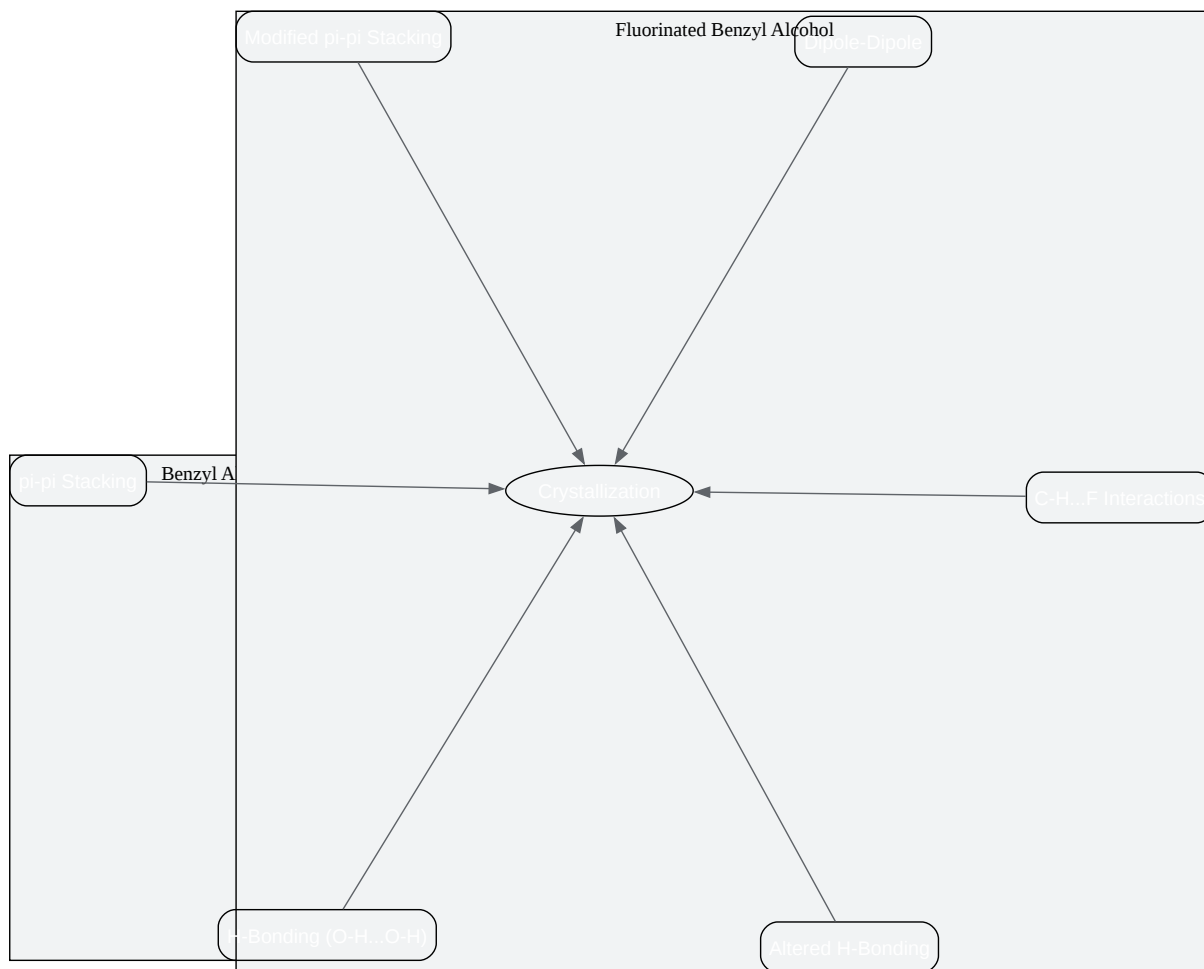 Fluorinated Benzyl Alcohol
Modified pi-pi Stacking
Dipole-Dipole
Benzyl A
pi-pi Stacking
Crystallization
C-H...F Interactions
H-Bonding (O-H...O-H)
Altered H-Bonding